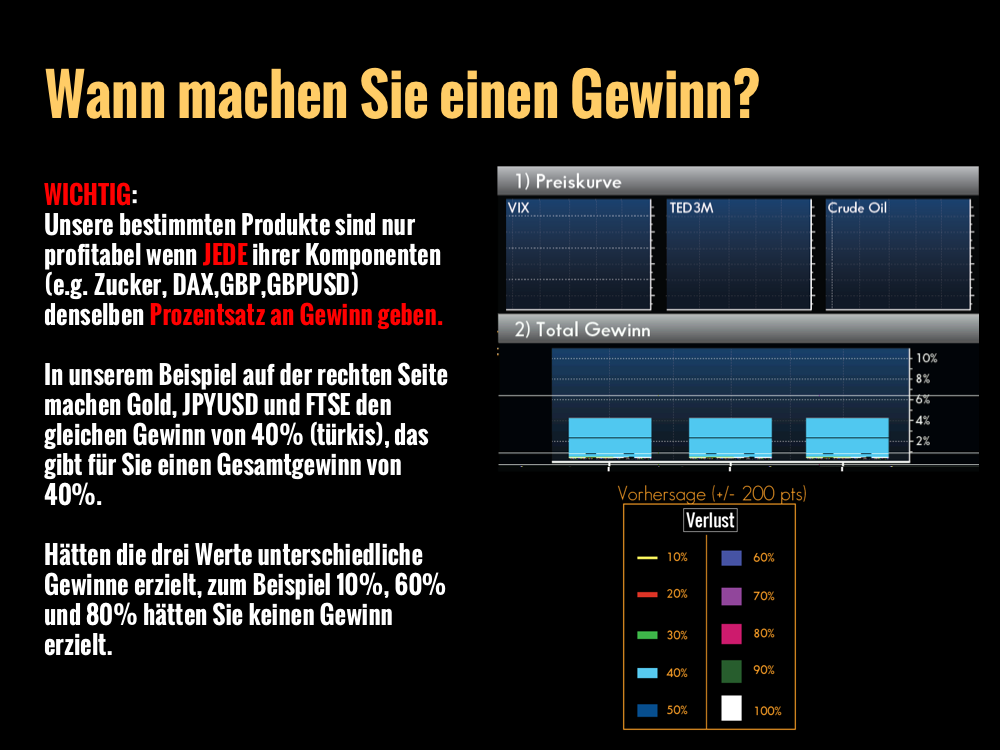 Wann machen Sie einen Gewinn?
WICHTIG:
Unsere bestimmten Produkte sind nur
profitabel wenn JEDE ihrer Komponenten
(e.g. Zucker, DAX,GBP,GBPUSD)
denselben Prozentsatz an Gewinn geben.
In unserem Beispiel auf der rechten Seite
machen Gold, JPYUSD und FTSE den
gleichen Gewinn von 40% (türkis), das
gibt für Sie einen Gesamtgewinn von
40%.
Hätten die drei Werte unterschiedliche
Gewinne erzielt, zum Beispiel 10%, 60%
und 80% hätten Sie keinen Gewinn
erzielt.
1) Preiskurve
VIX
TED3M
Crude Oil
2) Total Gewinn
10%
8%
6%
4%
2%
Vorhersage (+/- 200 pts)
Verlust
10%
20%
30%
40%
50%
60%
70%
80%
90%
100%